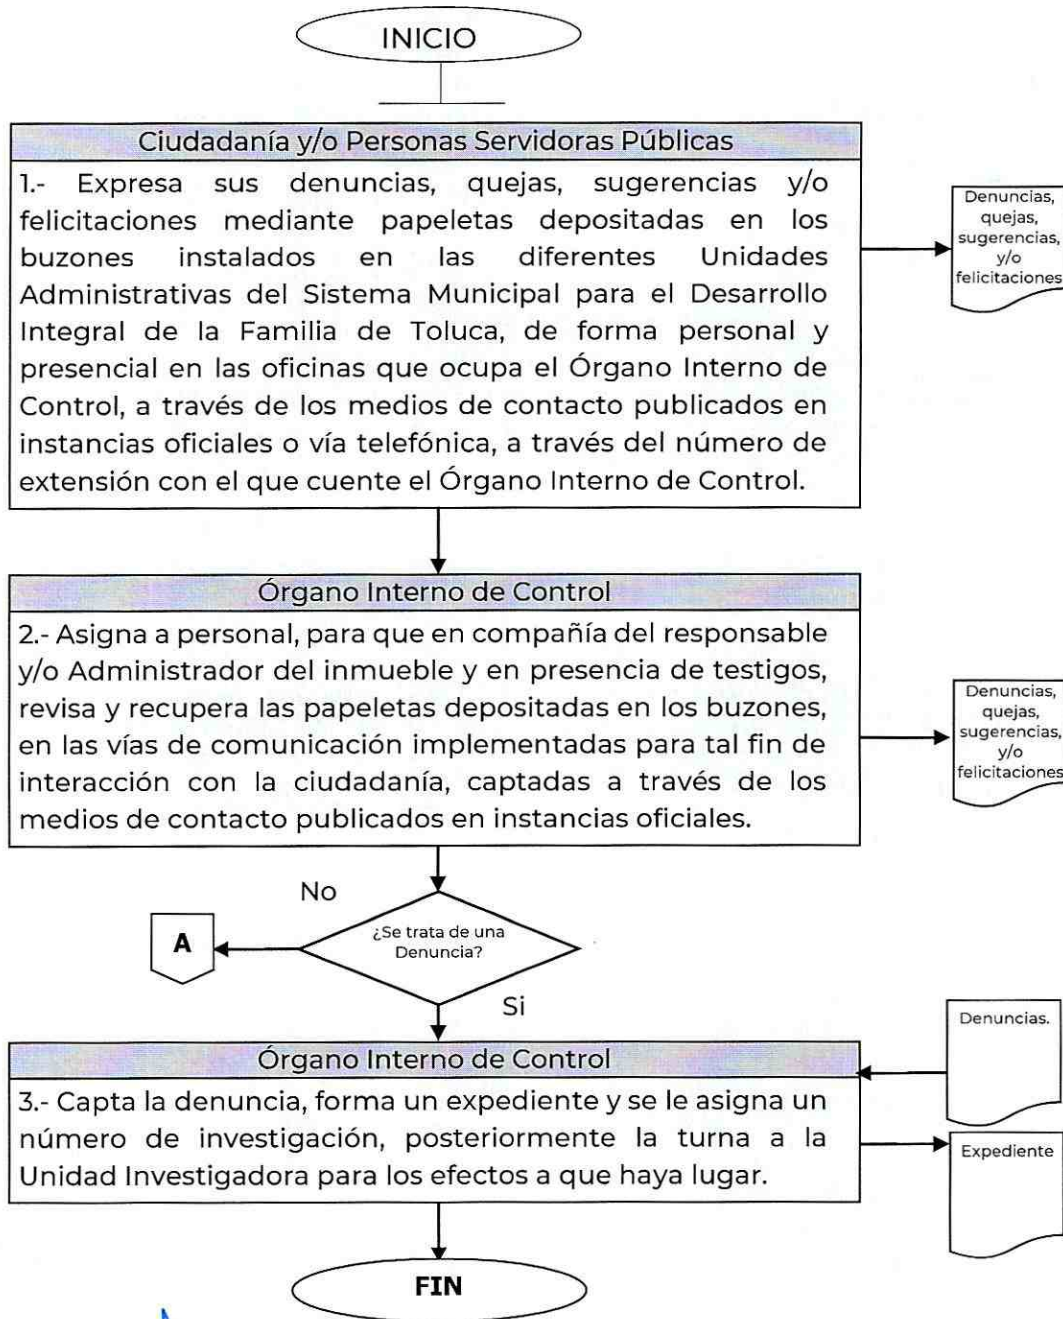 INICIO
Ciudadanía y/o Personas Servidoras Públicas
1.- Expresa sus denuncias, quejas, sugerencias y/o
felicitaciones mediante papeletas depositadas en los
buzones instalados en las diferentes Unidades
Administrativas del Sistema Municipal para el Desarrollo
Integral de la Familia de Toluca, de forma personal y
presencial en las oficinas que ocupa el Órgano Interno de
Control, a través de los medios de contacto publicados en
instancias oficiales o vía telefónica, a través del número de
extensión con el que cuente el Órgano Interno de Control.
Denuncias,
quejas,
sugerencias,
y/o
felicitaciones
Órgano Interno de Control
2.- Asigna a personal, para que en compañía del responsable
y/o Administrador del inmueble y en presencia de testigos,
revisa y recupera las papeletas depositadas en los buzones,
en las vías de comunicación implementadas para tal fin de
interacción con la ciudadanía, captadas a través de los
medios de contacto publicados en instancias oficiales.
Denuncias,
quejas,
sugerencias,
y/o
felicitaciones
No
A
¿Se trata de una
Denuncia?
Si
Órgano Interno de Control
3.- Capta la denuncia, forma un expediente y se le asigna un
número de investigación, posteriormente la turna a la
Unidad Investigadora para los efectos a que haya lugar.
Denuncias.
Expediente
FIN